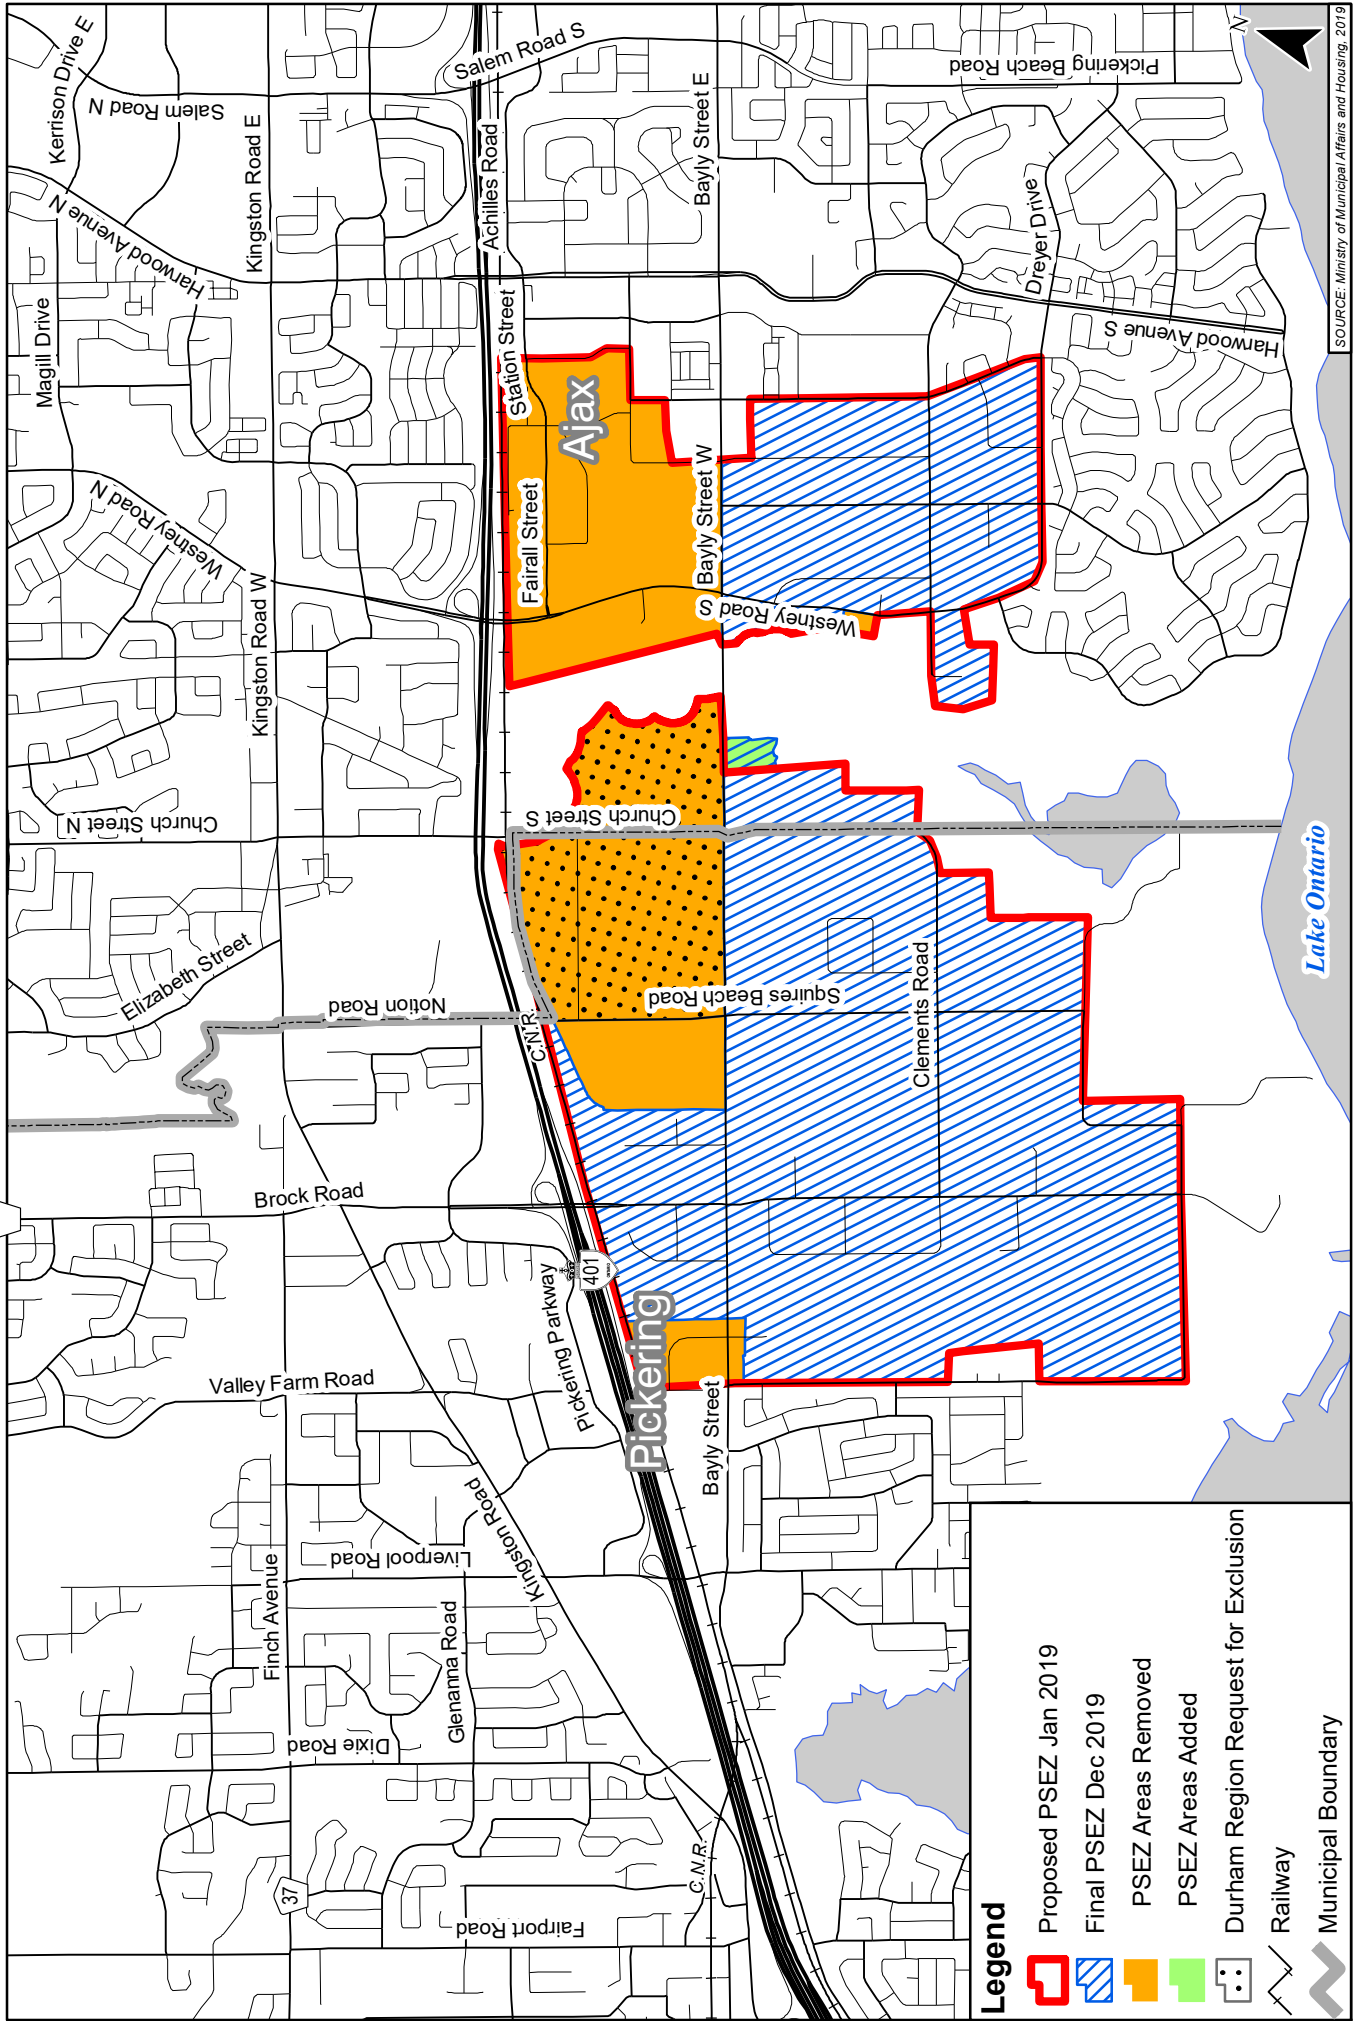 Kerrison Drive E
Salem Road N
Salem Road S
Pickering Beach Road
N
SOURCE: Ministry of Municipal Affairs and Housing, 2019
Harwood Avenue N
Kingston Road E
Achilles Road
Bayly Street E
Dreyer Drive
Harwood Avenue S
Magill Drive
Station Street
Ajax
Westney Road N
Fairall Street
Bayly Street W
Westney Road S
Kingston Road W
Church Street N
Church Street S
Lake Ontario
Elizabeth Street
Notion Road
C.N.R.
Squires Beach Road
Clements Road
Brock Road
401
Pickering Parkway
Pickering
Valley Farm Road
Bayly Street
Kingston Road
Liverpool Road
Finch Avenue
Glenanna Road
Dixie Road
37
Fairport Road
C.N.R.
Legend
Proposed PSEZ Jan 2019
Final PSEZ Dec 2019
PSEZ Areas Removed
PSEZ Areas Added
Durham Region Request for Exclusion
Railway
Municipal Boundary